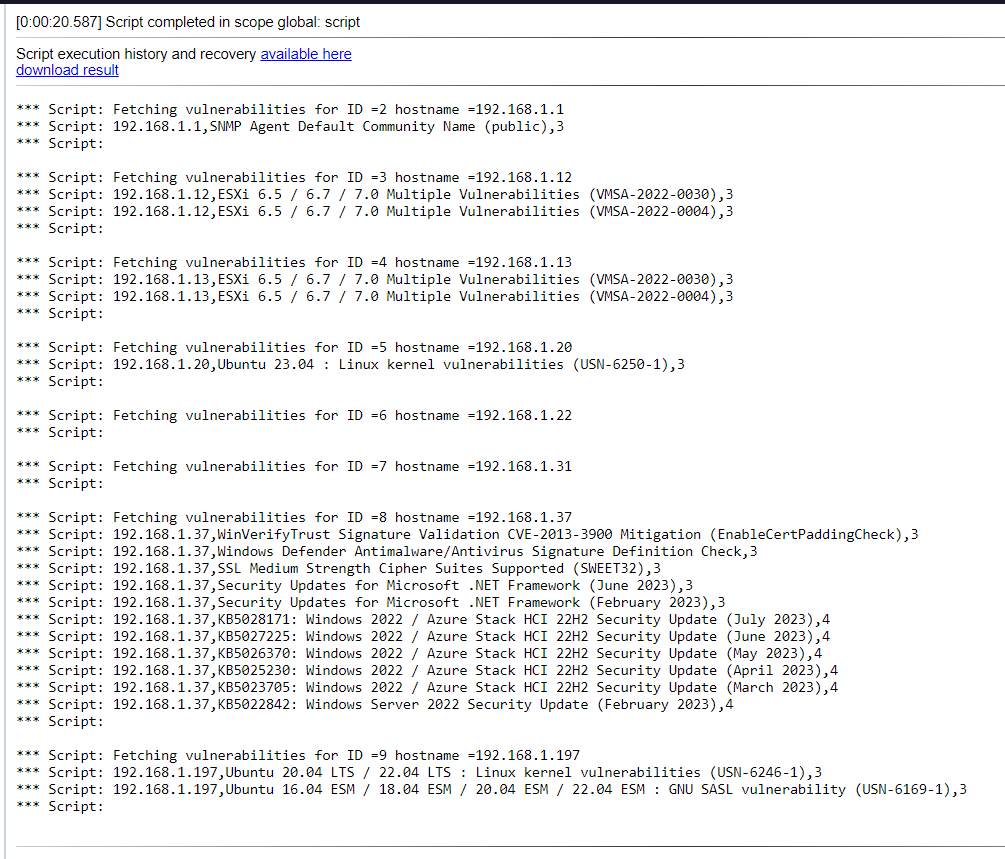 [0:00:20.587] Script completed in scope global: script
Script execution history and recovery available here
download result
*** Script: Fetching vulnerabilities for ID =2 hostname =192.168.1.1
*** Script: 192.168.1.1,SNMP Agent Default Community Name (public),3
*** Script:
*** Script: Fetching vulnerabilities for ID =3 hostname =192.168.1.12
*** Script: 192.168.1.12,ESXi 6.5 / 6.7 / 7.0 Multiple Vulnerabilities (VMSA-2022-0030),3
*** Script: 192.168.1.12,ESXi 6.5 / 6.7 / 7.0 Multiple Vulnerabilities (VMSA-2022-0004),3
*** Script:
*** Script: Fetching vulnerabilities for ID =4 hostname =192.168.1.13
*** Script: 192.168.1.13,ESXi 6.5 / 6.7 / 7.0 Multiple Vulnerabilities (VMSA-2022-0030),3
*** Script: 192.168.1.13,ESXi 6.5 / 6.7 / 7.0 Multiple Vulnerabilities (VMSA-2022-0004),3
*** Script:
*** Script: Fetching vulnerabilities for ID =5 hostname =192.168.1.20
*** Script: 192.168.1.20,Ubuntu 23.04 : Linux kernel vulnerabilities (USN-6250-1),3
*** Script:
*** Script: Fetching vulnerabilities for ID =6 hostname =192.168.1.22
*** Script:
*** Script: Fetching vulnerabilities for ID =7 hostname =192.168.1.31
*** Script:
*** Script: Fetching vulnerabilities for ID =8 hostname =192.168.1.37
*** Script: 192.168.1.37,WinVerifyTrust Signature Validation CVE-2013-3900 Mitigation (EnableCertPaddingCheck),3
*** Script: 192.168.1.37,Windows Defender Antimalware/Antivirus Signature Definition Check,3
*** Script: 192.168.1.37,SSL Medium Strength Cipher Suites Supported (SWEET32),3
*** Script: 192.168.1.37,Security Updates for Microsoft .NET Framework (June 2023),3
*** Script: 192.168.1.37,Security Updates for Microsoft .NET Framework (February 2023),3
*** Script: 192.168.1.37,KB5028171: Windows 2022 / Azure Stack HCI 22H2 Security Update (July 2023),4
*** Script: 192.168.1.37,KB5027225: Windows 2022 / Azure Stack HCI 22H2 Security Update (June 2023),4
*** Script: 192.168.1.37,KB5026370: Windows 2022 / Azure Stack HCI 22H2 Security Update (May 2023),4
*** Script: 192.168.1.37,KB5025230: Windows 2022 / Azure Stack HCI 22H2 Security Update (April 2023),4
*** Script: 192.168.1.37,KB5023705: Windows 2022 / Azure Stack HCI 22H2 Security Update (March 2023),4
*** Script: 192.168.1.37,KB5022842: Windows Server 2022 Security Update (February 2023),4
*** Script:
*** Script: Fetching vulnerabilities for ID =9 hostname =192.168.1.197
*** Script: 192.168.1.197,Ubuntu 20.04 LTS / 22.04 LTS : Linux kernel vulnerabilities (USN-6246-1),3
*** Script: 192.168.1.197,Ubuntu 16.04 ESM / 18.04 ESM / 20.04 ESM / 22.04 ESM : GNU SASL vulnerability (USN-6169-1),3
*** Script: